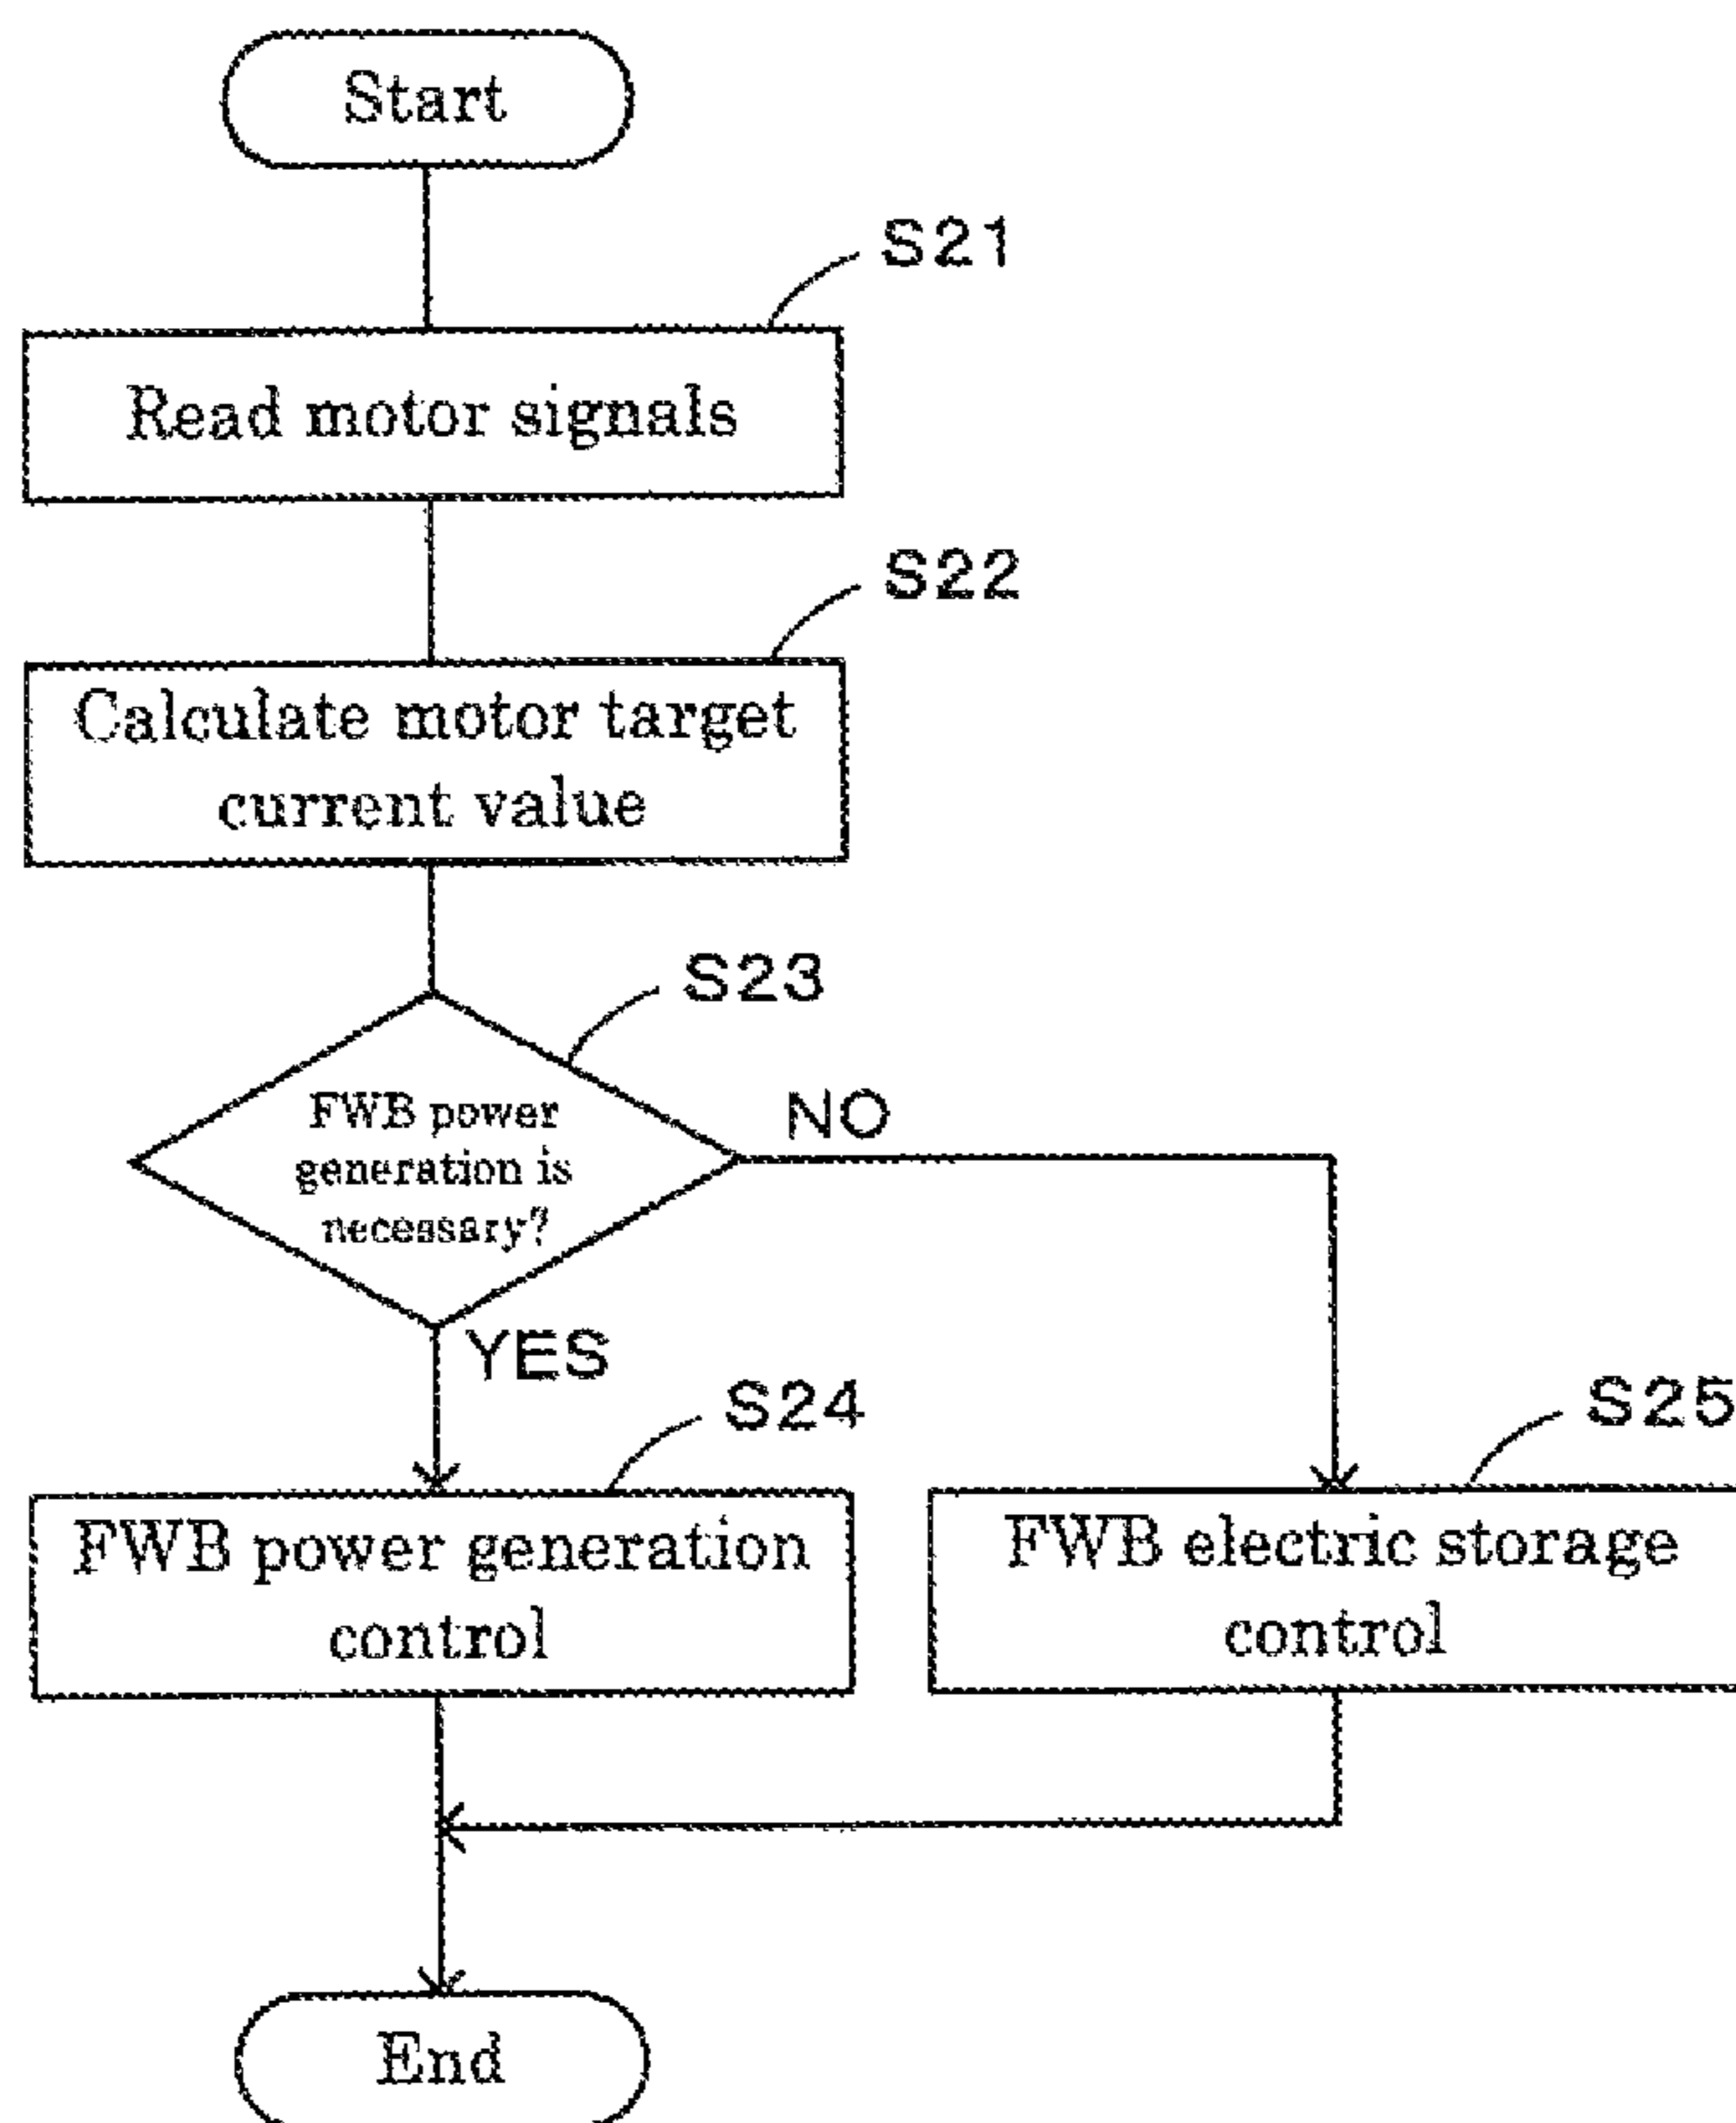 Start
S21
Read motor signals
S22
Calculate motor target
current value
S23
FWB power
generation is
necessary?
NO
YES
S24
FWB power generation
control
S25
FWB electric storage
control
End